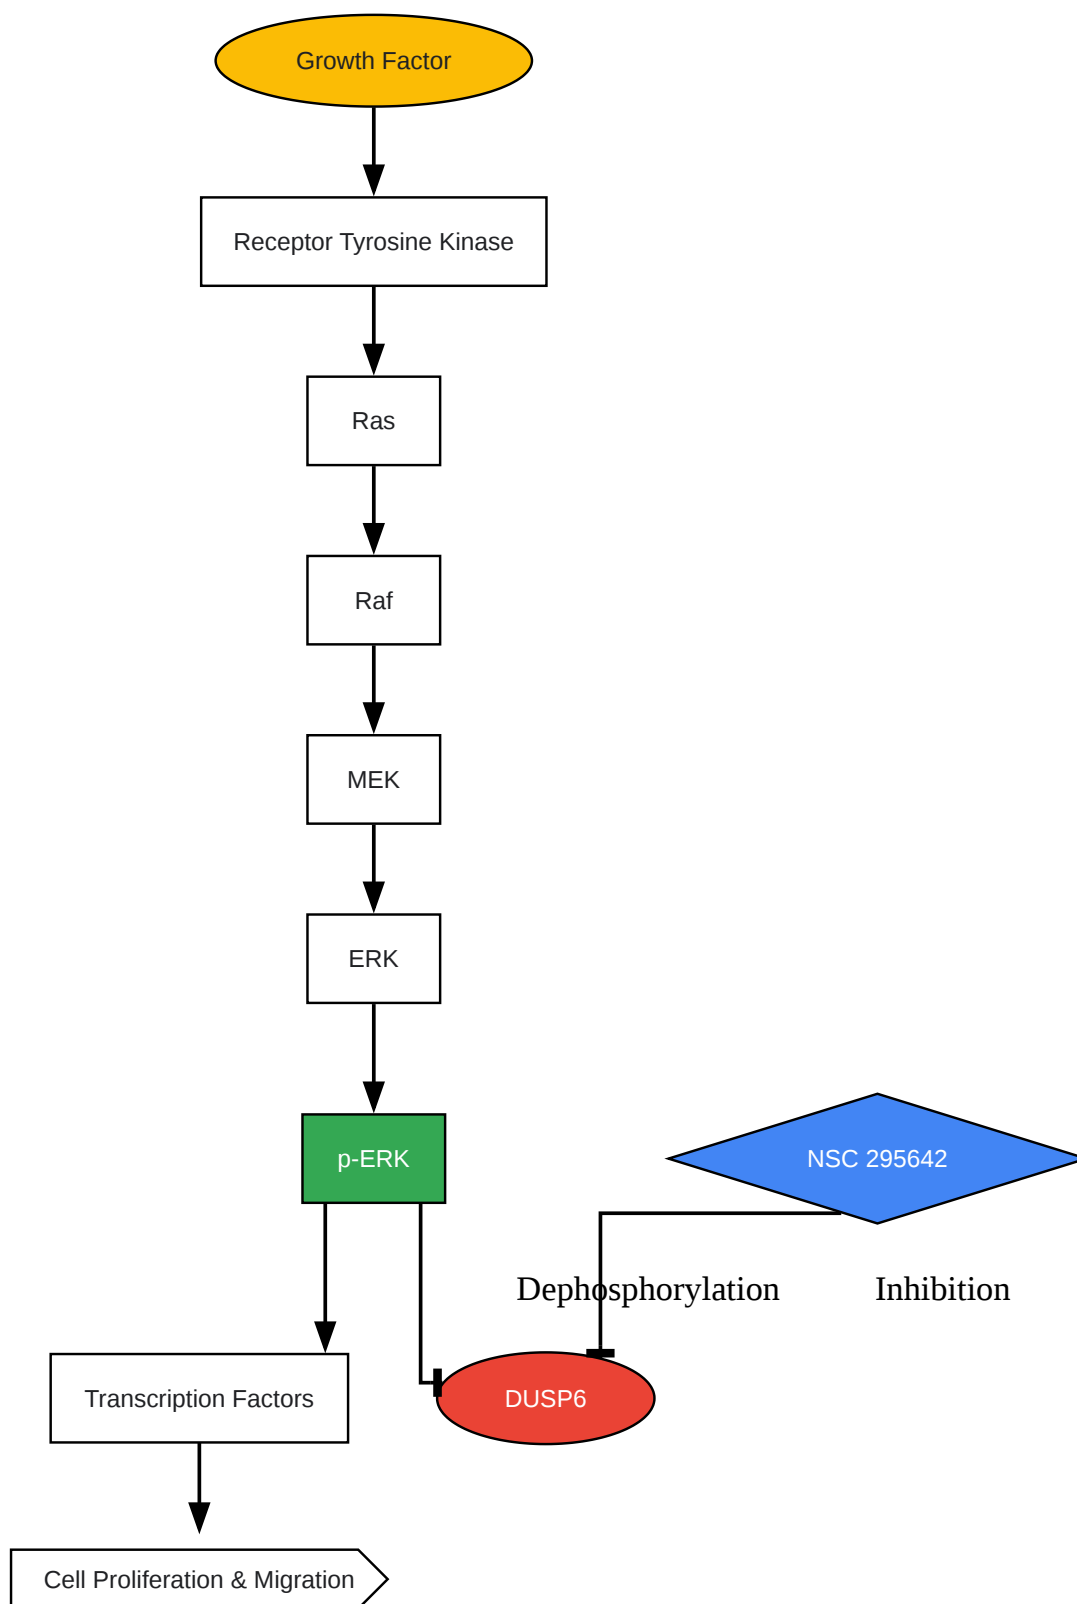 Growth Factor
Receptor Tyrosine Kinase
Ras
Raf
MEK
ERK
p-ERK
NSC 295642
Dephosphorylation
Inhibition
Transcription Factors
DUSP6
Cell Proliferation & Migration